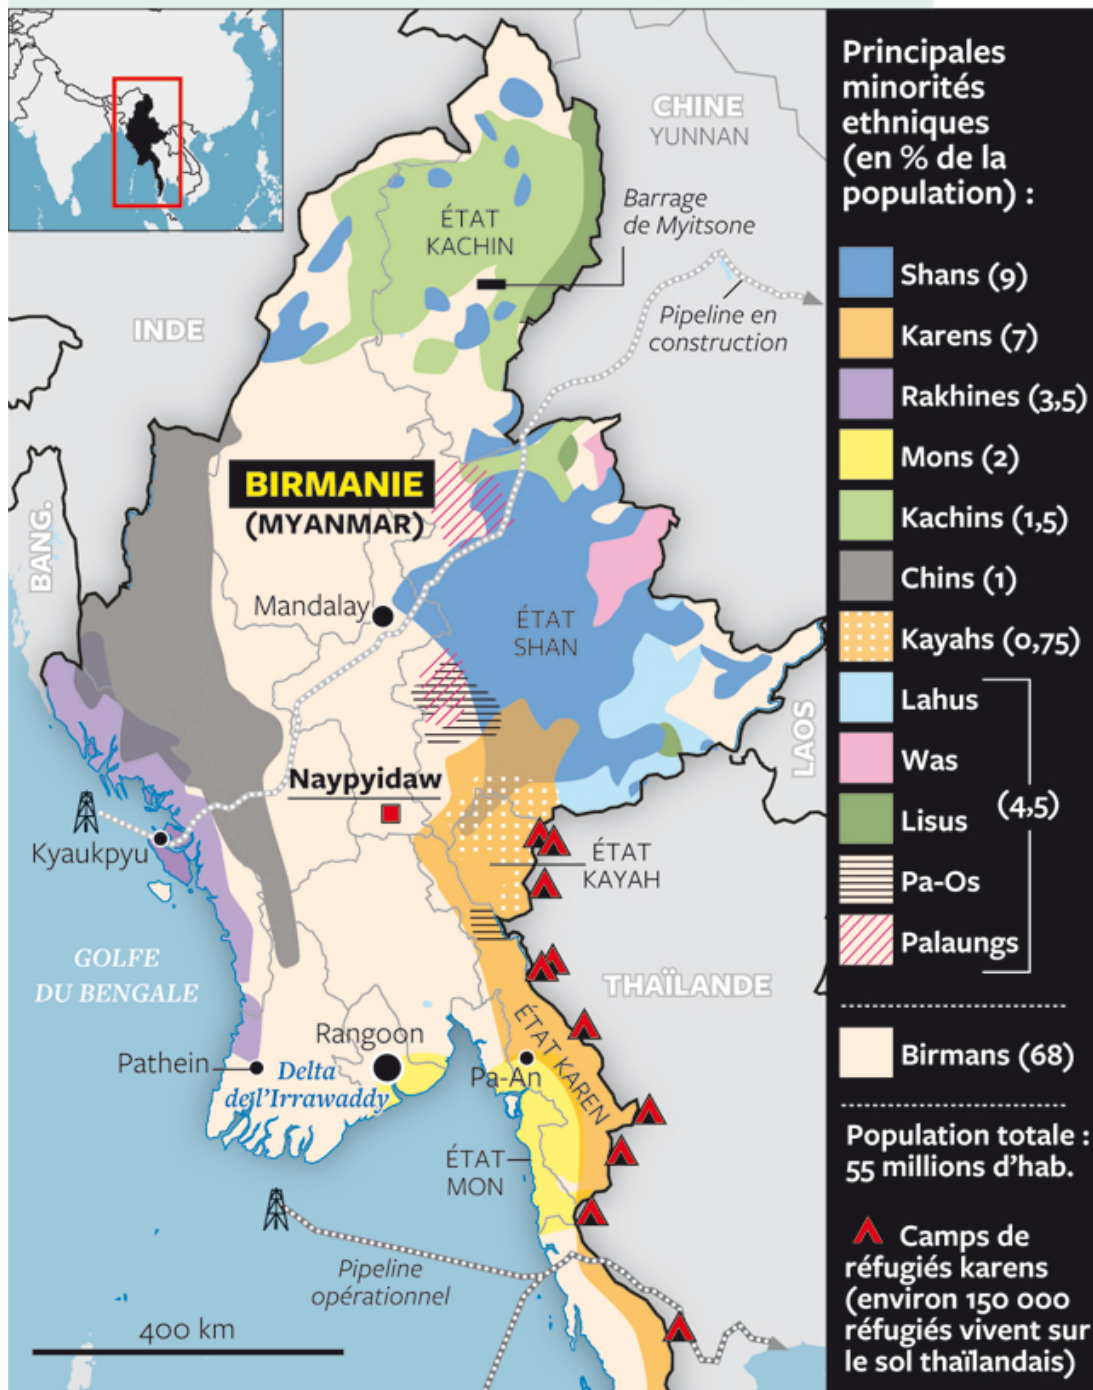 CHINE
YUNNAN
Barrage
de Myitsone
ÉTAT
KACHIN
INDE
Pipeline en
construction
BANG.
BIRMANIE
(MYANMAR)
Mandalay
ÉTAT
SHAN
LAOS
Naypyidaw
Kyaukpyu
ÉTAT
KAYAH
GOLFE
DU BENGALE
THAÏLANDE
ÉTAT KAREN
Rangoon
Pathein
Pa-An
Delta
de l'Irrawaddy
ÉTAT
MON
Pipeline
opérationnel
400 km
Principales
minorités
ethniques
(en % de la
population) :
Shans (9)
Karens (7)
Rakhines (3,5)
Mons (2)
Kachins (1,5)
Chins (1)
Kayahs (0,75)
Lahus
Was
Lisus
Pa-Os
Palaungs
(4,5)
Birmans (68)
Population totale :
55 millions d'hab.
Camps de
réfugiés karens
(environ 150 000
réfugiés vivent sur
le sol thaïlandais)